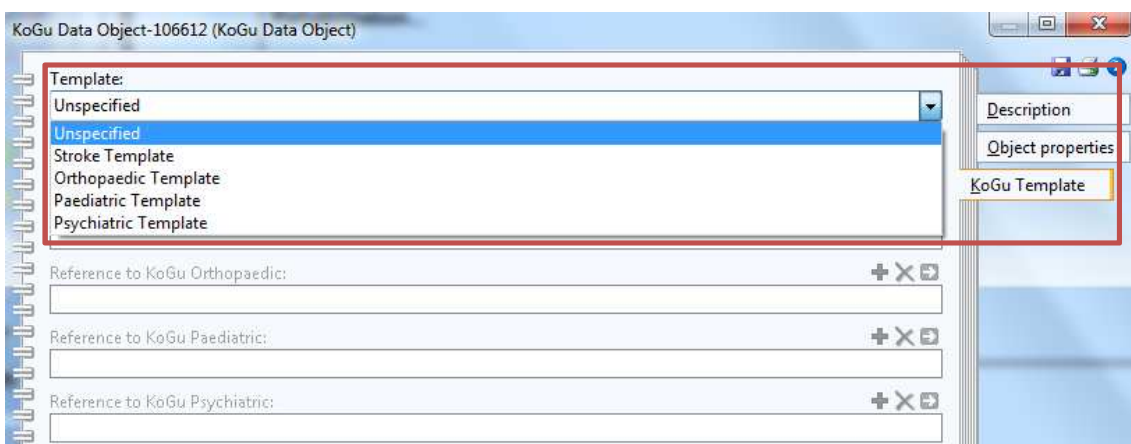 KoGu Data Object-106612 (KoGu Data Object)
Template:
Unspecified
Unspecified
Stroke Template
Orthopaedic Template
Paediatric Template
Psychiatric Template
Description
Object properties
KoGu Template
Reference to KoGu Orthopaedic:
Reference to KoGu Paediatric:
Reference to KoGu Psychiatric: